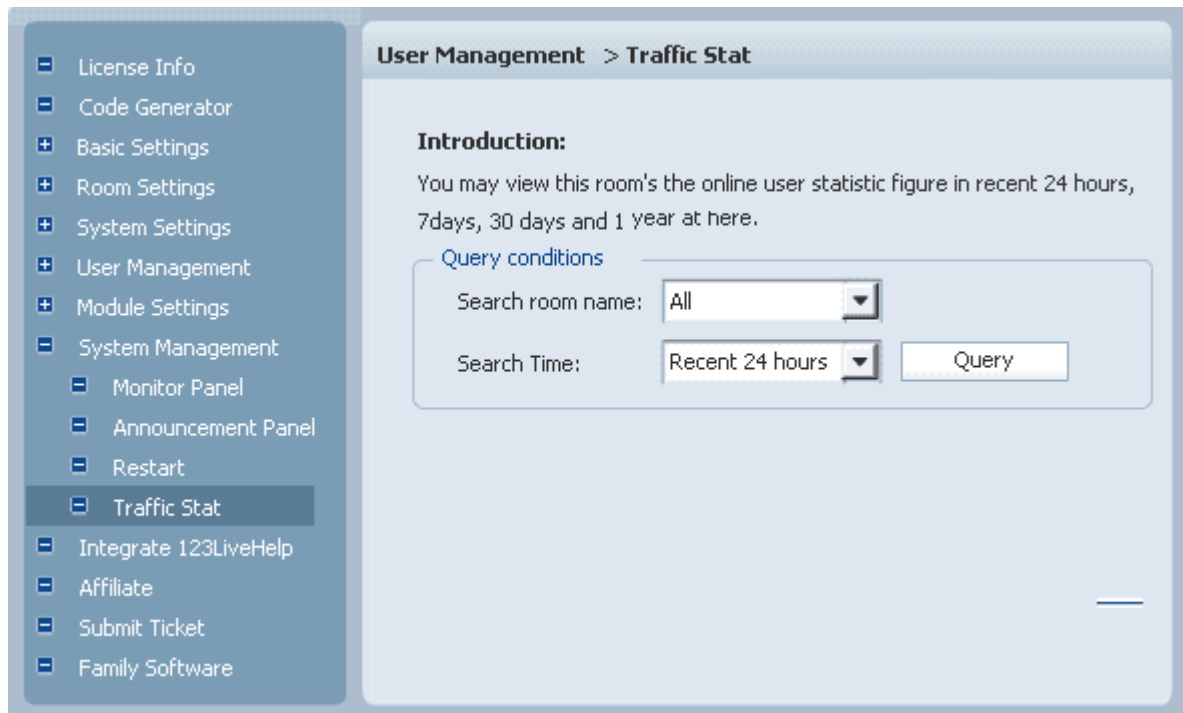 License Info
Code Generator
Basic Settings
Room Settings
System Settings
User Management
Module Settings
System Management
Monitor Panel
Announcement Panel
Restart
Traffic Stat
Integrate 123LiveHelp
Affiliate
Submit Ticket
Family Software
User Management > Traffic Stat
Introduction:
You may view this room's the online user statistic figure in recent 24 hours,
7days, 30 days and 1 year at here.
Query conditions
Search room name: All
Search Time: Recent 24 hours Query